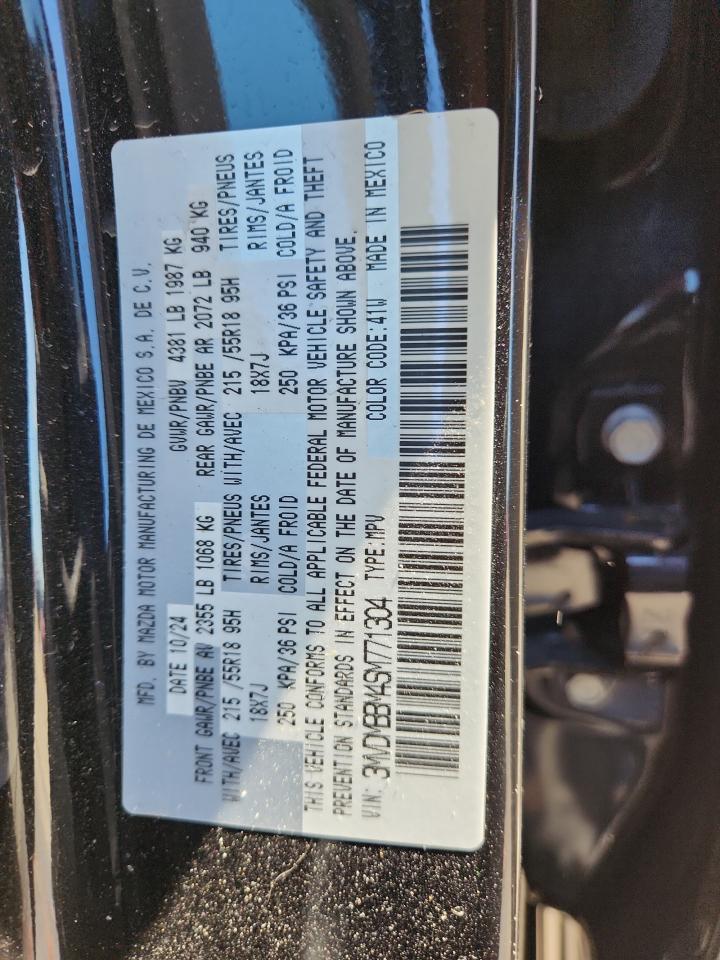 MFD. BY MAZDA MOTOR MANUFACTURING DE MEXICO S.A. DE C.V.
DATE 10/24 GVWR/PNBV 4381 LB 1987 KG
FRONT GAWR/PNBE AV 2355 LB 1068 KG REAR GAWR/PNBE AR 2072 LB 940 KG
WITH/AVEC 215 /55R18 95H TIRES/PNEUS WITH/AVEC 215 /55R18 95H TIRES/PNEUS
18X7J RIMS/JANTES 18X7J RIMS/JANTES
250 KPA/36 PSI COLD/A FROID 250 KPA/36 PSI COLD/A FROID
THIS VEHICLE CONFORMS TO ALL APPLICABLE FEDERAL MOTOR VEHICLE SAFETY AND THEFT
PREVENTION STANDARDS IN EFFECT ON THE DATE OF MANUFACTURE SHOWN ABOVE.
VIN: 3MVDMBBM4SM771304 TYPE:MPV COLOR CODE:41W MADE IN MEXICO